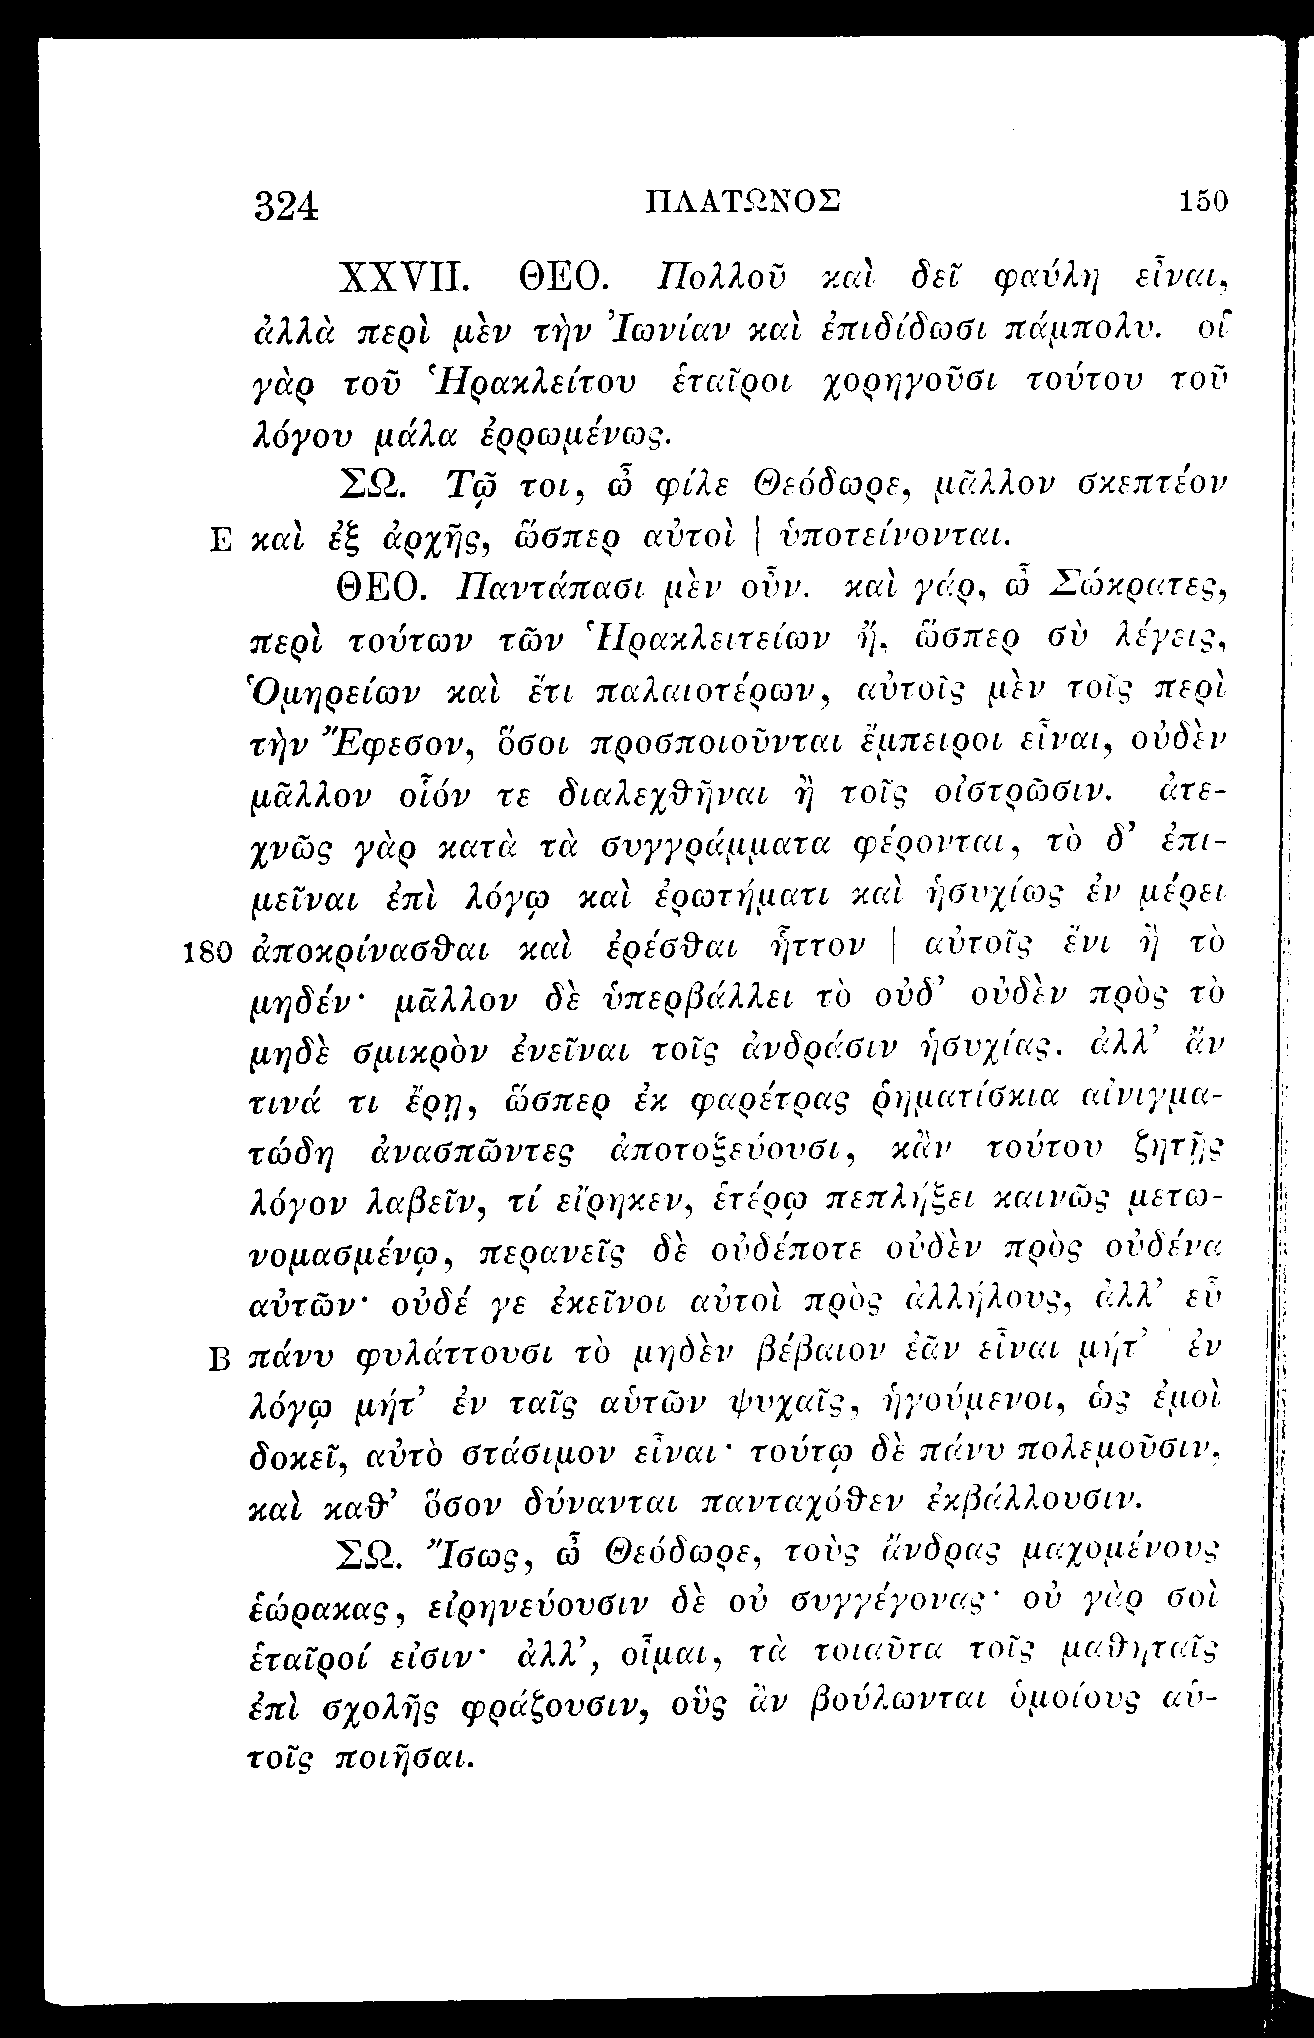 324 ΠΛΑΤΩΝΟΣ 150
XXVII. ΘΕΟ. Πολλοῦ καὶ δεῖ φαύλη εἶναι,
ἀλλὰ περὶ μὲν τὴν Ἰωνίαν καὶ ἐπιδίδωσι πάμπολυ. οἱ
γὰρ τοῦ Ἡρακλείτου ἑταῖροι χορηγοῦσι τούτου τοῦ
λόγου μάλα ἐρρωμένως.
ΣΩ. Τῷ τοι, ὦ φίλε Θεόδωρε, μᾶλλον σκεπτέον
E καὶ ἐξ ἀρχῆς, ὥσπερ αὐτοὶ | ὑποτείνονται.
ΘΕΟ. Παντάπασι μὲν οὖν. καὶ γάρ, ὦ Σώκρατες,
περὶ τούτων τῶν Ἡρακλειτείων ἤ, ὥσπερ σὺ λέγεις,
Ὁμηρείων καὶ ἔτι παλαιοτέρων, αὐτοῖς μὲν τοῖς περὶ
τὴν Ἔφεσον, ὅσοι προσποιοῦνται ἔμπειροι εἶναι, οὐδὲν
μᾶλλον οἷόν τε διαλεχθῆναι ἢ τοῖς οἰστρῶσιν. ἀτε-
χνῶς γὰρ κατὰ τὰ συγγράμματα φέρονται, τὸ δ’ ἐπι-
μεῖναι ἐπὶ λόγῳ καὶ ἐρωτήματι καὶ ἡσυχίως ἐν μέρει
180 ἀποκρίνασθαι καὶ ἐρέσθαι ἧττον | αὐτοῖς ἔνι ἢ τὸ
μηδέν· μᾶλλον δὲ ὑπερβάλλει τὸ οὐδ’ οὐδὲν πρὸς τὸ
μηδὲ σμικρὸν ἐνεῖναι τοῖς ἀνδράσιν ἡσυχίας. ἀλλ’ ἄν
τινά τι ἔρῃ, ὥσπερ ἐκ φαρέτρας ῥηματίσκια αἰνιγμα-
τώδη ἀνασπῶντες ἀποτοξεύουσι, κἂν τούτου ζητῇς
λόγον λαβεῖν, τί εἴρηκεν, ἑτέρῳ πεπλήξει καινῶς μετω-
νομασμένῳ, περανεῖς δὲ οὐδέποτε οὐδὲν πρὸς οὐδένα
αὐτῶν· οὐδέ γε ἐκεῖνοι αὐτοὶ πρὸς ἀλλήλους, ἀλλ’ εὖ
B πάνυ φυλάττουσι τὸ μηδὲν βέβαιον ἐᾶν εἶναι μήτ’ ἐν
λόγῳ μήτ’ ἐν ταῖς αὑτῶν ψυχαῖς, ἡγούμενοι, ὡς ἐμοὶ
δοκεῖ, αὐτὸ στάσιμον εἶναι· τούτῳ δὲ πάνυ πολεμοῦσιν,
καὶ καθ’ ὅσον δύνανται πανταχόθεν ἐκβάλλουσιν.
ΣΩ. Ἴσως, ὦ Θεόδωρε, τοὺς ἄνδρας μαχομένους
ἑώρακας, εἰρηνεύουσιν δὲ οὐ συγγέγονας· οὐ γὰρ σοὶ
ἑταῖροί εἰσιν· ἀλλ’, οἶμαι, τὰ τοιαῦτα τοῖς μαθηταῖς
ἐπὶ σχολῆς φράζουσιν, οὓς ἂν βούλωνται ὁμοίους αὑ-
τοῖς ποιῆσαι.